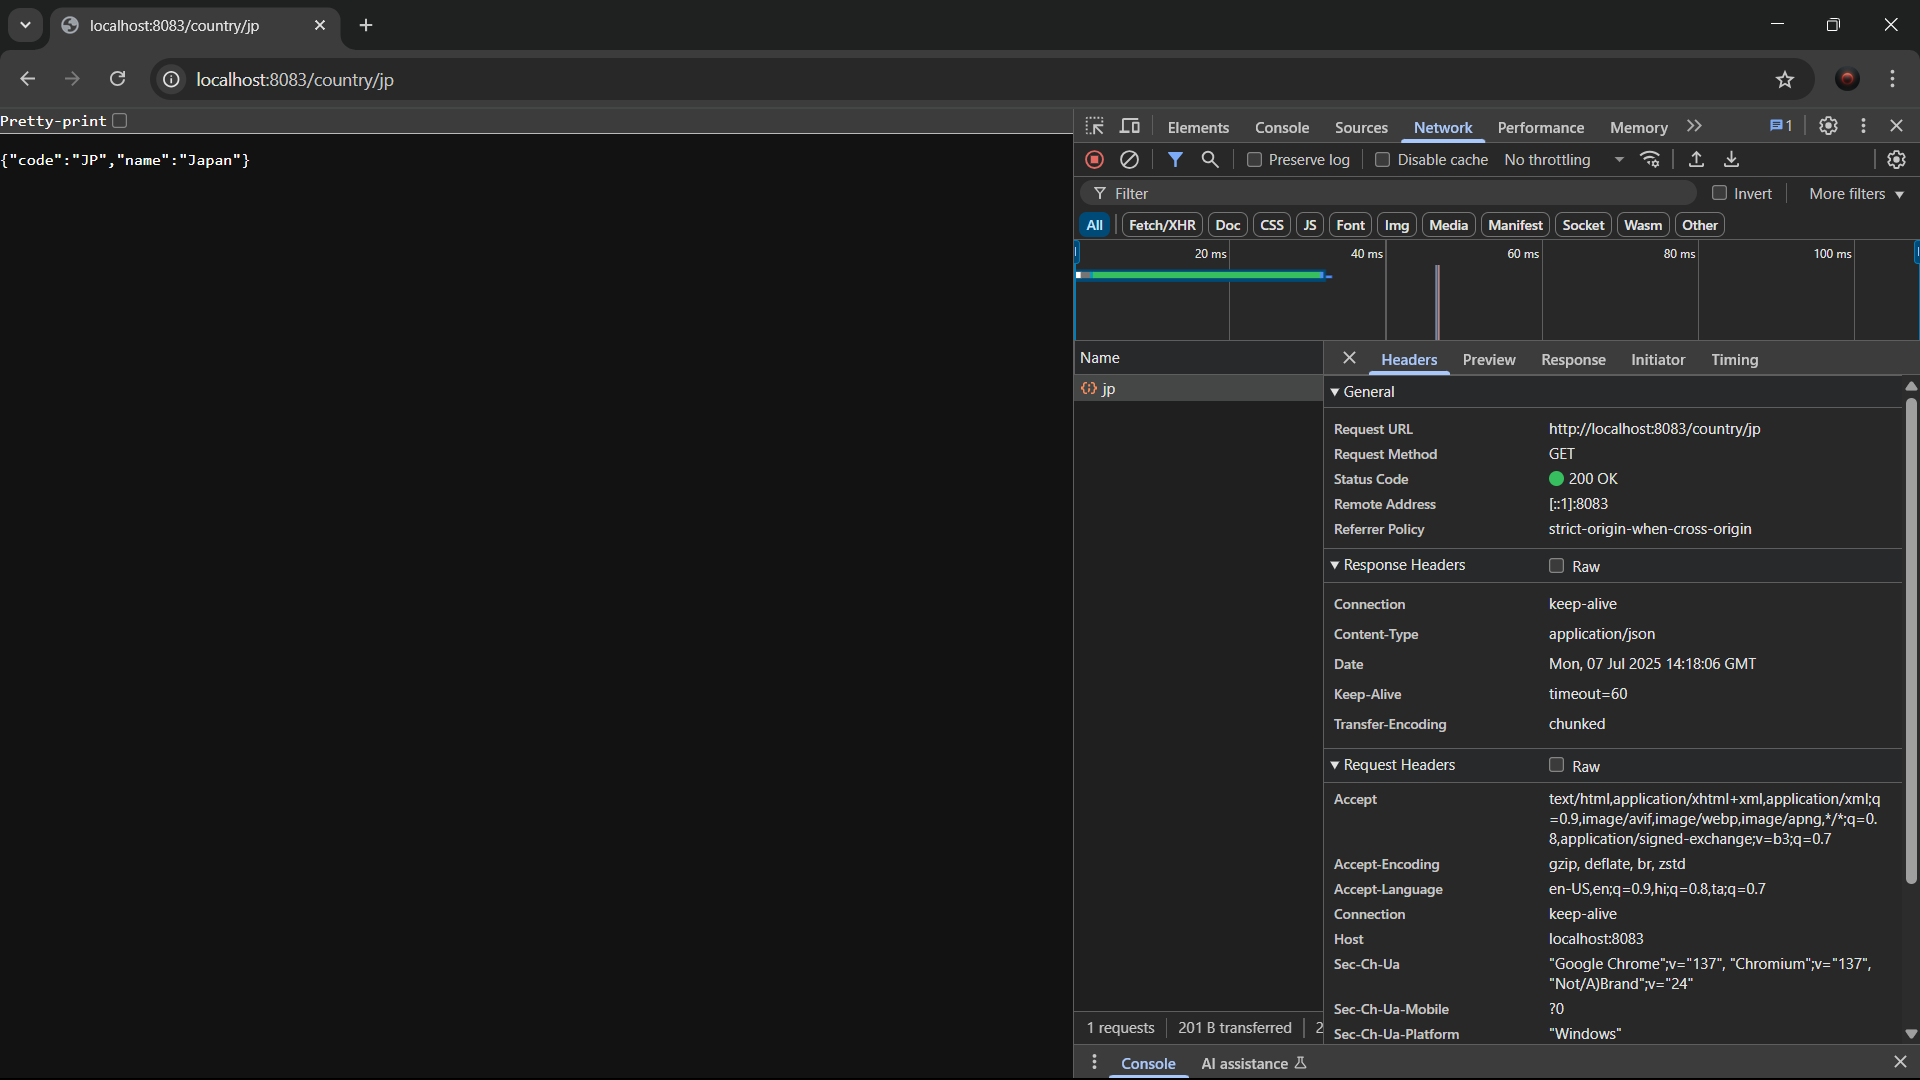 localhost:8083/country/jp
localhost:8083/country/jp
Pretty-print
{"code":"JP","name":"Japan"}
Elements Console Sources Network Performance Memory 1
Preserve log Disable cache No throttling
Filter Invert More filters
All Fetch/XHR Doc CSS JS Font Img Media Manifest Socket Wasm Other
20 ms 40 ms 60 ms 80 ms 100 ms
Name
jp
1 requests 201 B transferred 2
Headers Preview Response Initiator Timing
General
Request URL http://localhost:8083/country/jp
Request Method GET
Status Code 200 OK
Remote Address [::1]:8083
Referrer Policy strict-origin-when-cross-origin
Response Headers Raw
Connection keep-alive
Content-Type application/json
Date Mon, 07 Jul 2025 14:18:06 GMT
Keep-Alive timeout=60
Transfer-Encoding chunked
Request Headers Raw
Accept text/html,application/xhtml+xml,application/xml;q
=0.9,image/avif,image/webp,image/apng,*/*;q=0.
8,application/signed-exchange;v=b3;q=0.7
Accept-Encoding gzip, deflate, br, zstd
Accept-Language en-US,en;q=0.9,hi;q=0.8,ta;q=0.7
Connection keep-alive
Host localhost:8083
Sec-Ch-Ua "Google Chrome";v="137", "Chromium";v="137",
"Not/A)Brand";v="24"
Sec-Ch-Ua-Mobile ?0
Sec-Ch-Ua-Platform "Windows"
Console AI assistance